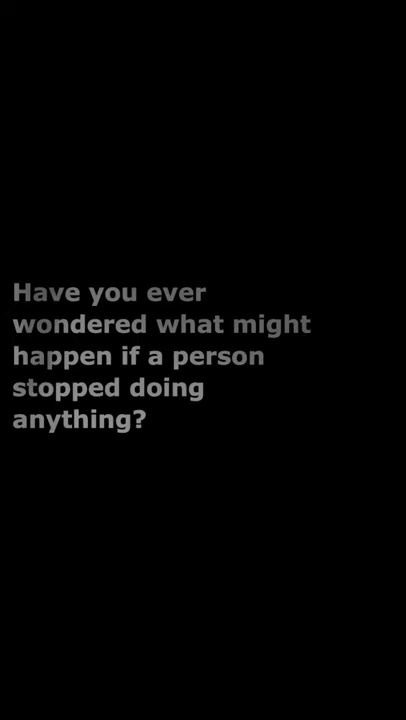 Have you ever
wondered what might
happen if a person
stopped doing
anything?